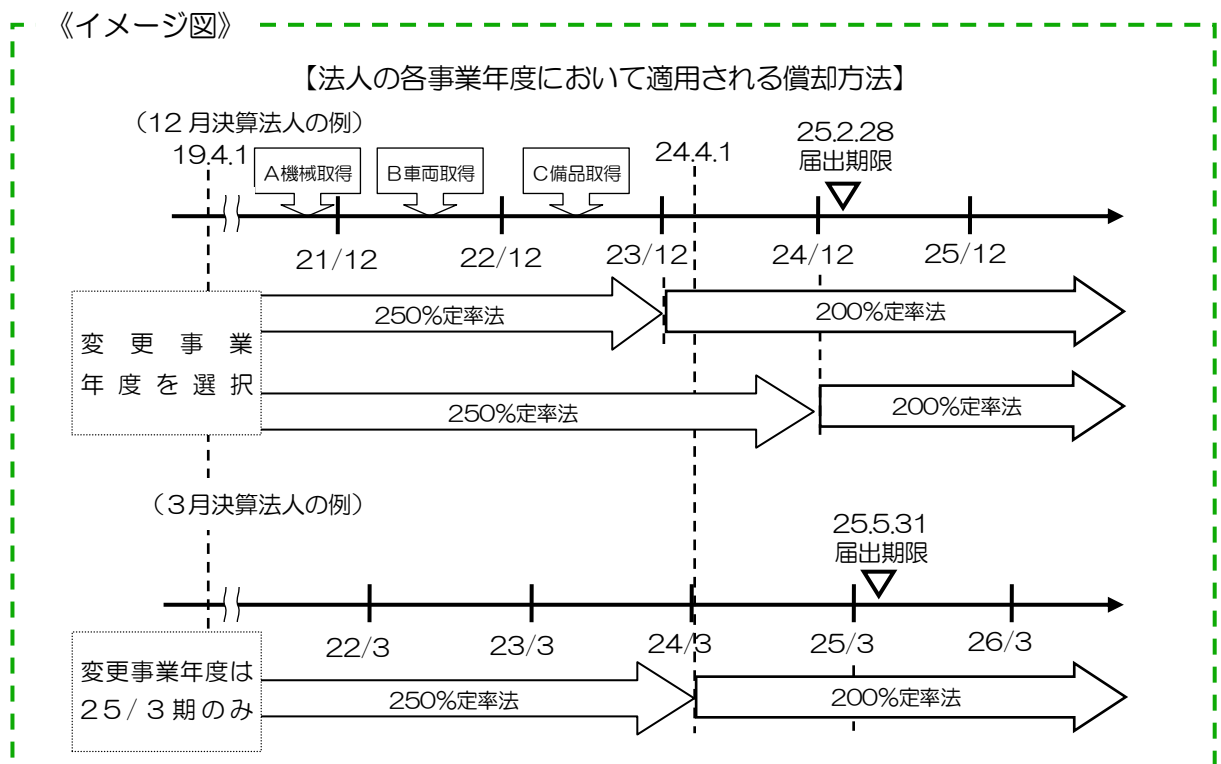 《イメージ図》
【法人の各事業年度において適用される償却方法】
（12月決算法人の例）
19.4.1
A機械取得
B車両取得
C備品取得
24.4.1
25.2.28
届出期限
21/12
22/12
23/12
24/12
25/12
変更事業
年度を選択
250%定率法
200%定率法
250%定率法
200%定率法
（3月決算法人の例）
25.5.31
届出期限
22/3
23/3
24/3
25/3
26/3
変更事業年度は
25/3期のみ
250%定率法
200%定率法